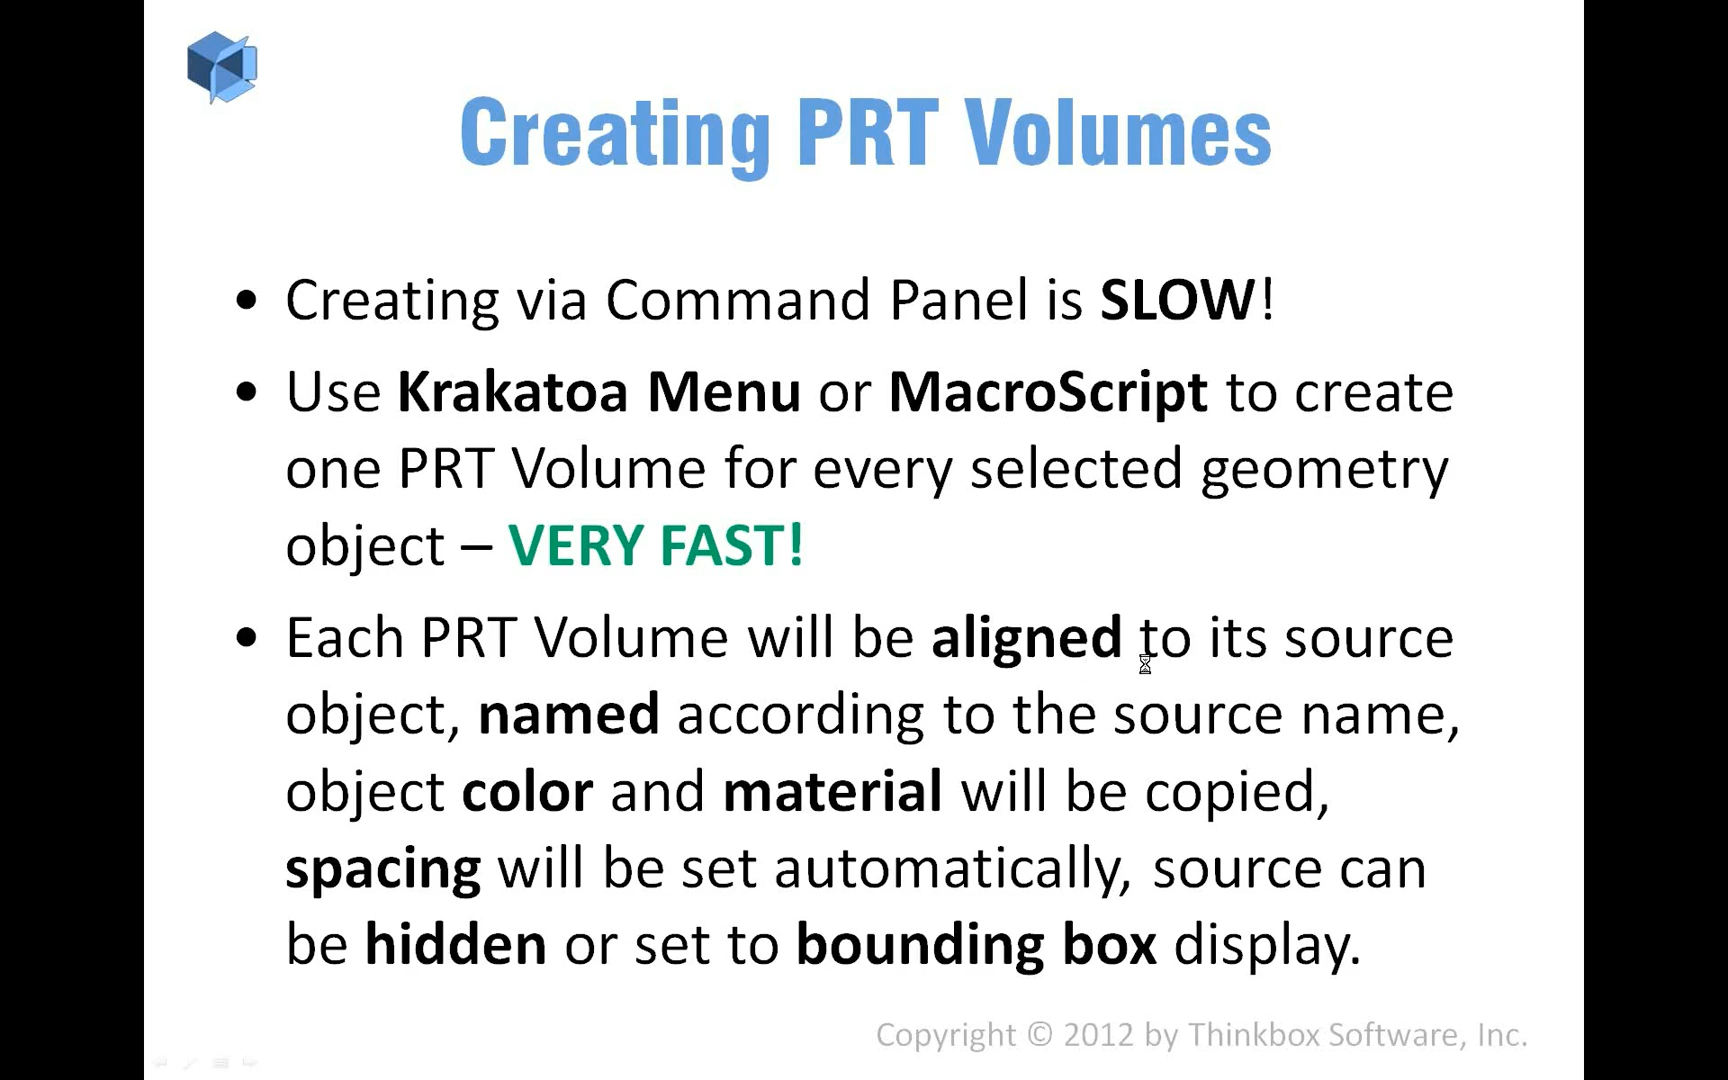 Creating PRT Volumes
• Creating via Command Panel is SLOW!
• Use Krakatoa Menu or MacroScript to create
one PRT Volume for every selected geometry
object – VERY FAST!
• Each PRT Volume will be aligned to its source
object, named according to the source name,
object color and material will be copied,
spacing will be set automatically, source can
be hidden or set to bounding box display.
Copyright © 2012 by Thinkbox Software, Inc.